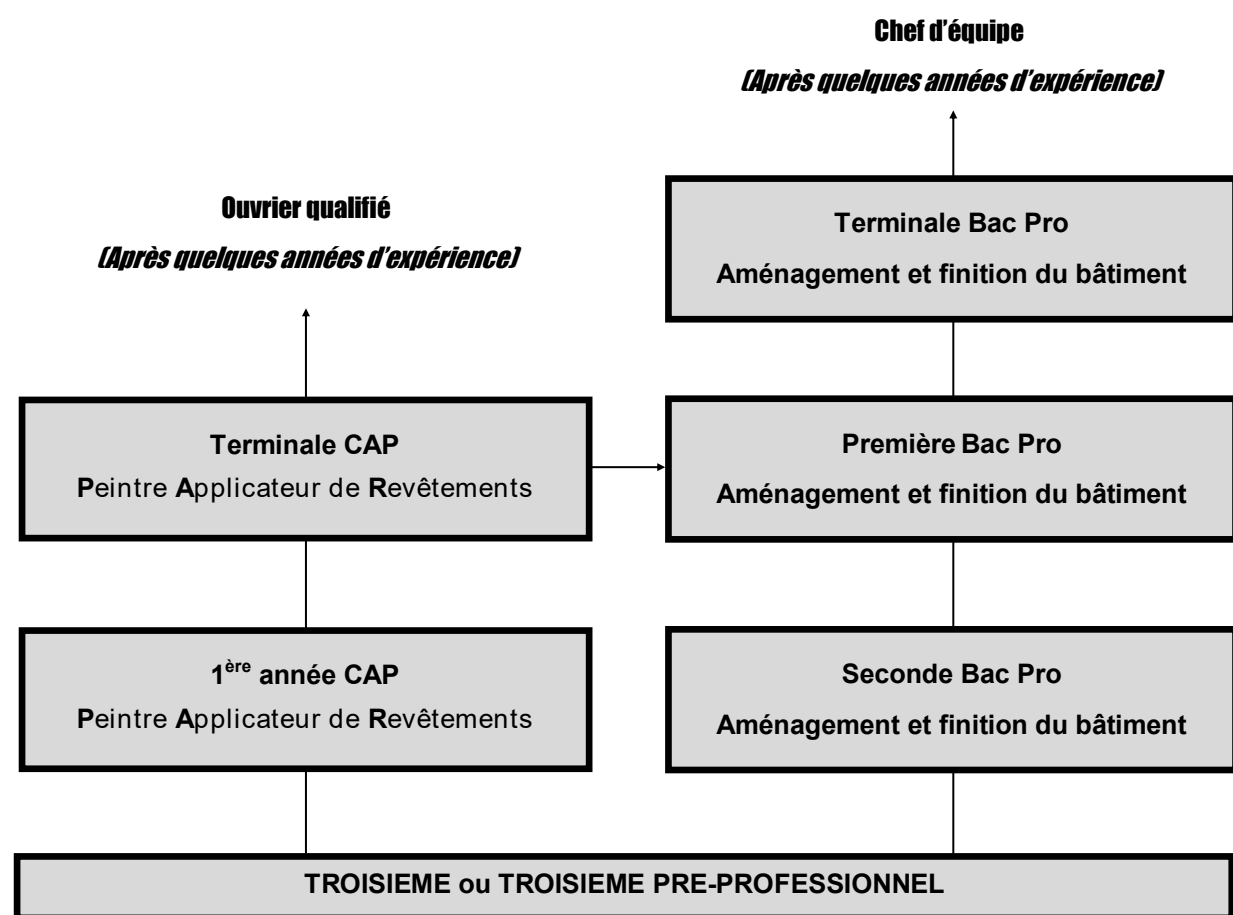 Chef d’équipe
(Après quelques années d’expérience)
Ouvrier qualifié
(Après quelques années d’expérience)
Terminale Bac Pro
Aménagement et finition du bâtiment
Terminale CAP
Peintre Applicateur de Revêtements
Première Bac Pro
Aménagement et finition du bâtiment
1ère année CAP
Peintre Applicateur de Revêtements
Seconde Bac Pro
Aménagement et finition du bâtiment
TROISIEME ou TROISIEME PRE-PROFESSIONNEL